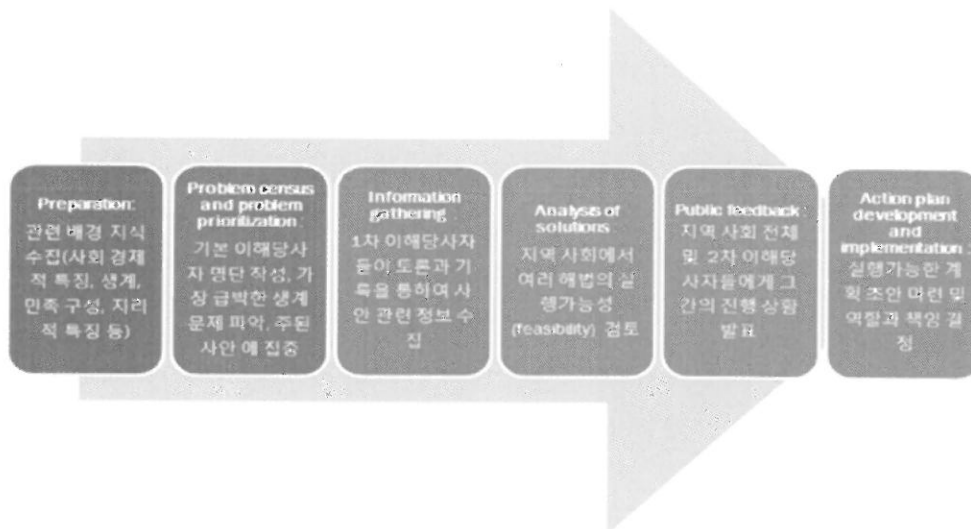 Preparation:
관련 배경 지식
수집(사회 경제
적 특징, 생계,
민족 구성, 지리
적 특징 등)
Problem census
and problem
prioritization:
기본 이해당사
자 명단 작성, 가
장 급박한 생계
문제 파악, 주된
사안 에 집중
Information
gathering
1차 이해당사자
들이 토론과 기
록을 통하여 사
안 관련 정보 수
집
Analysis of
solutions:
지역 사회에서
여러 해법의 실
행가능성
(feasibility) 검토
Public feedback:
지역 사회 전체
및 2차 이해당
사자들에게 그
간의 진행 상황
발표
Action plan
development
and
implementation:
실행가능한 계
획 초안 마련 및
역할과 책임 결
정